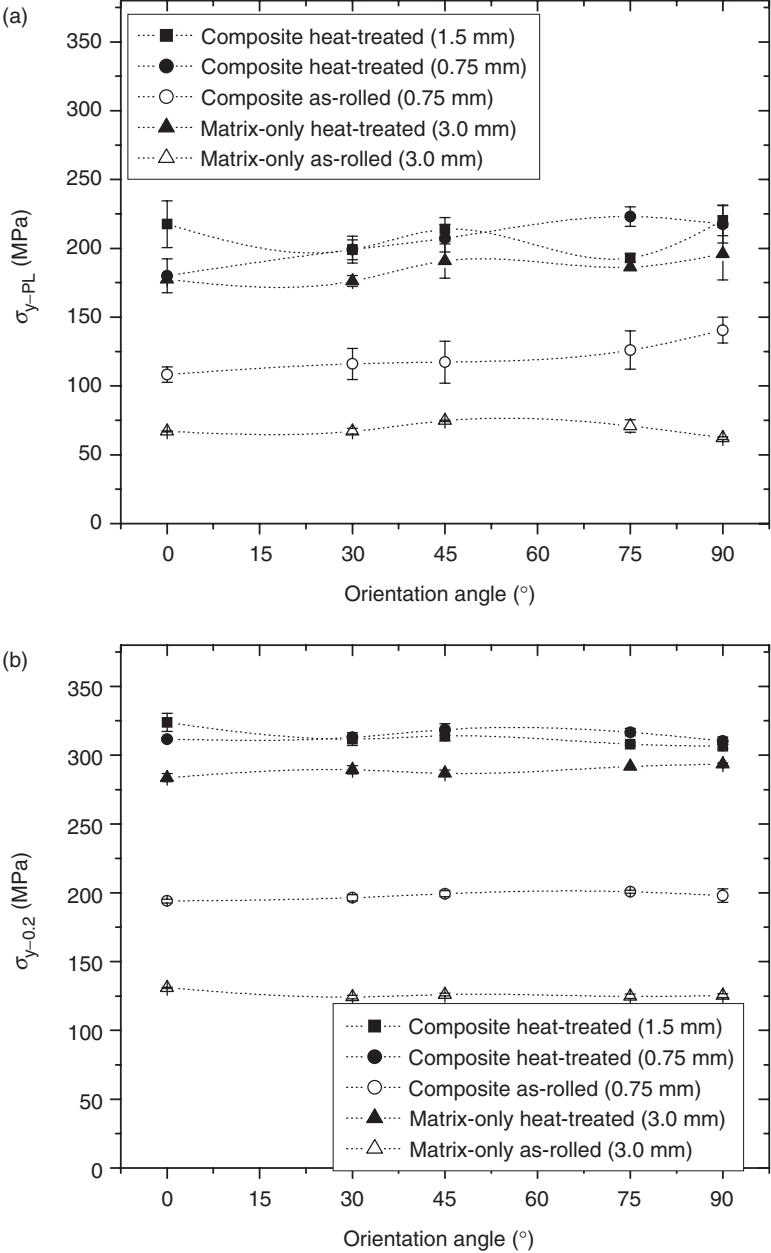 (a)
Composite heat-treated (1.5 mm)
Composite heat-treated (0.75 mm)
Composite as-rolled (0.75 mm)
Matrix-only heat-treated (3.0 mm)
Matrix-only as-rolled (3.0 mm)
350
300
250
200
150
100
50
0
σy–PL (MPa)
0 15 30 45 60 75 90
Orientation angle (°)
(b)
350
300
250
200
150
100
50
0
σy–0.2 (MPa)
Composite heat-treated (1.5 mm)
Composite heat-treated (0.75 mm)
Composite as-rolled (0.75 mm)
Matrix-only heat-treated (3.0 mm)
Matrix-only as-rolled (3.0 mm)
0 15 30 45 60 75 90
Orientation angle (°)